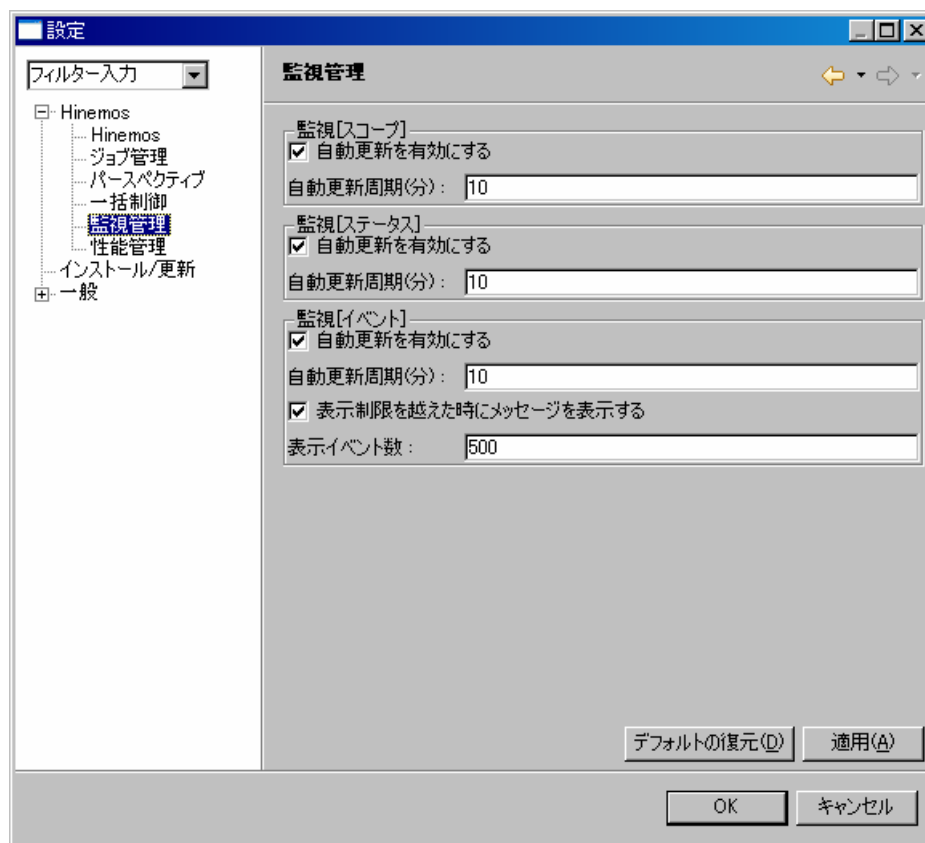 設定
フィルター入力
監視管理
Hinemos
Hinemos
ジョブ管理
パースペクティブ
一括制御
監視管理
性能管理
インストール/更新
一般
監視[スコープ]
自動更新を有効にする
自動更新周期(分):
10
監視[ステータス]
自動更新を有効にする
自動更新周期(分):
10
監視[イベント]
自動更新を有効にする
自動更新周期(分):
10
表示制限を越えた時にメッセージを表示する
表示イベント数:
500
デフォルトの復元(D)
適用(A)
OK
キャンセル